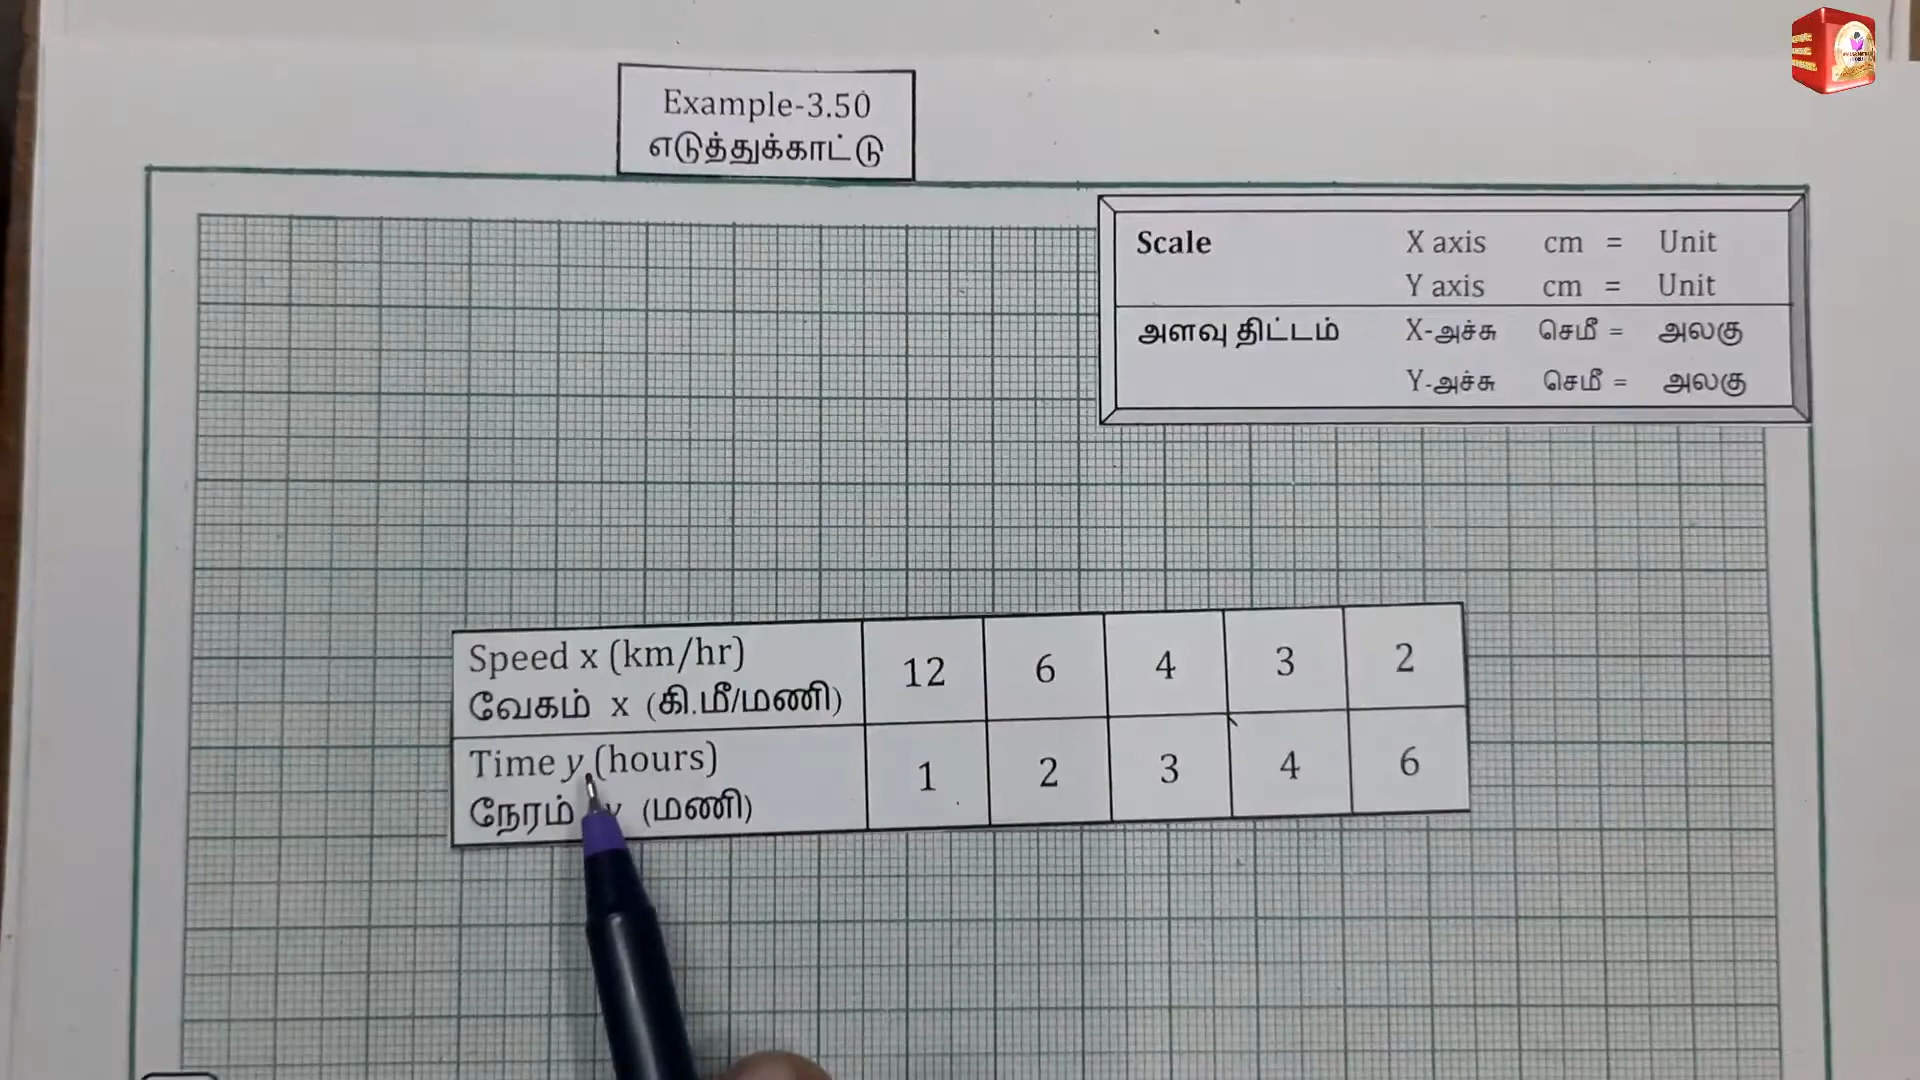 Example-3.50
எடுத்துக்காட்டு
Scale X axis cm = Unit
Y axis cm = Unit
அளவு திட்டம் X-அச்சு செமீ = அலகு
Y-அச்சு செமீ = அலகு
Speed x (km/hr) 12 6 4 3 2
வேகம் x (கி.மீ/மணி)
Time y (hours) 1 2 3 4 6
நேரம் y (மணி)